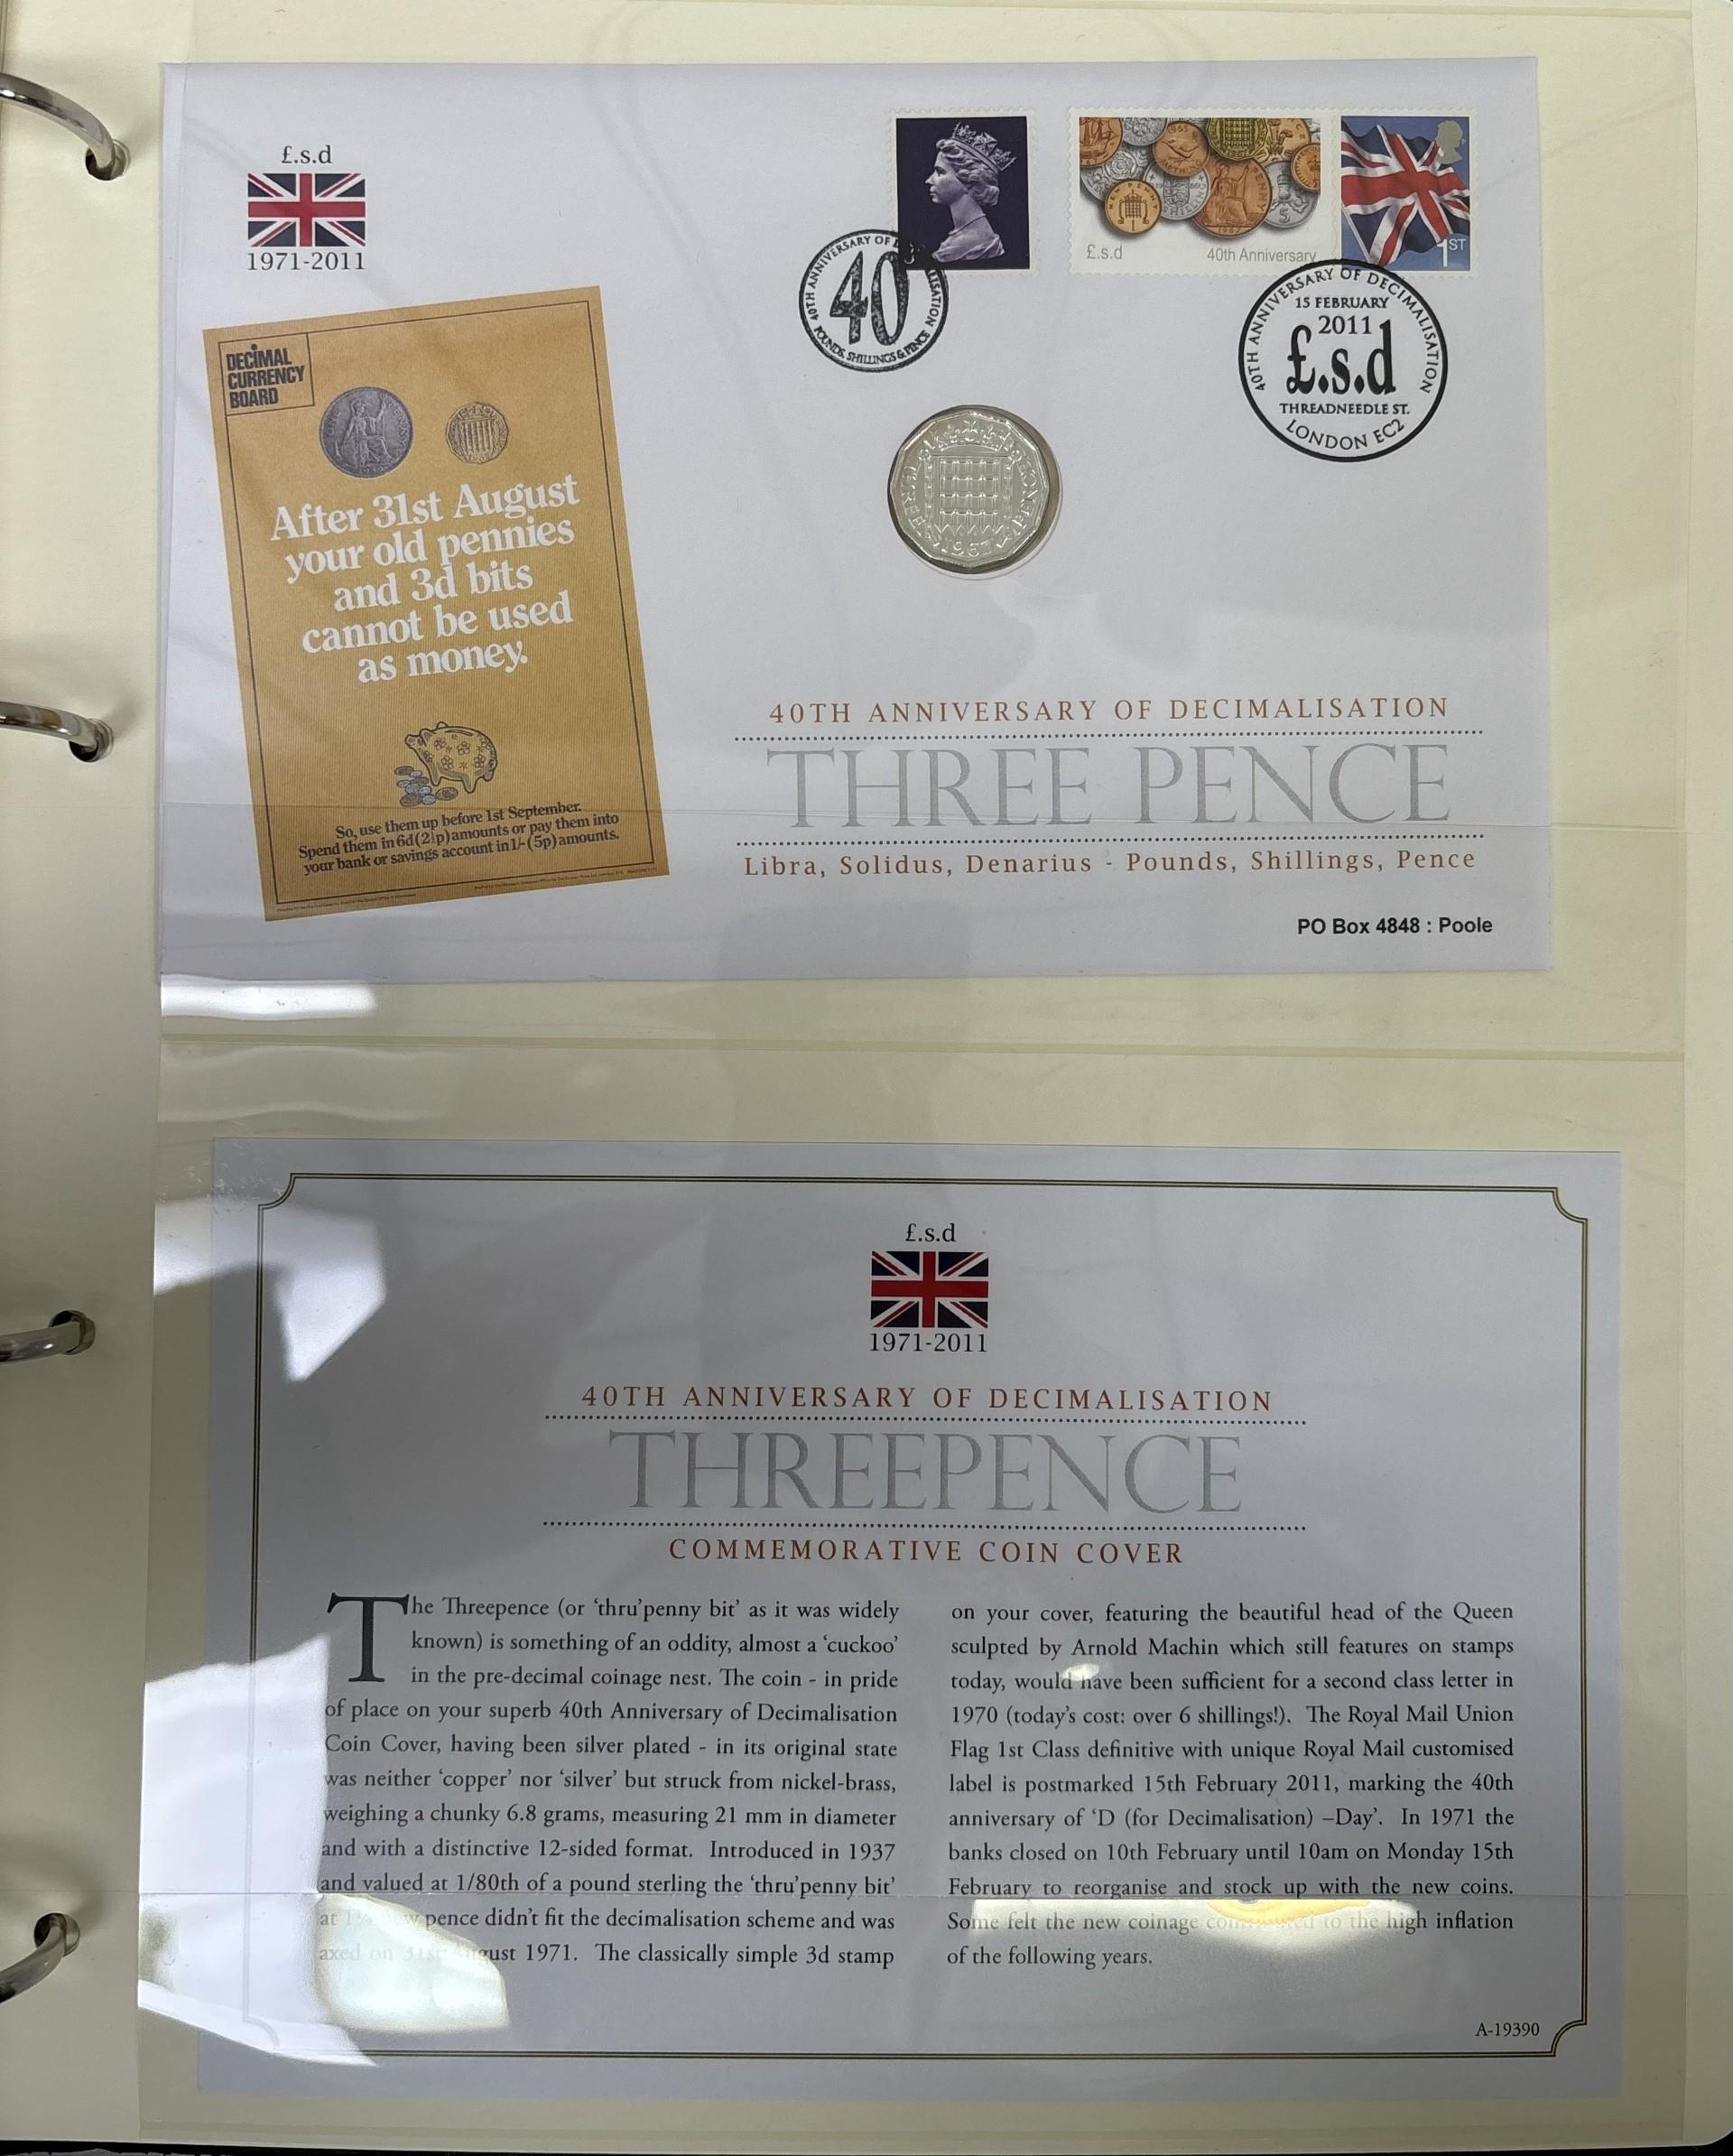 £.s.d
1971-2011
DECIMAL
CURRENCY
BOARD
After 31st August
your old pennies
and 3d bits
cannot be used
as money.
So, use them up before 1st September.
Spend them in 6d (2½p) amounts or pay them into
your bank or savings account in 1/- (5p) amounts.
£.s.d
40th Anniversary
1ST
40TH ANNIVERSARY OF
40
POUNDS, SHILLINGS & PENCE
40TH ANNIVERSARY OF DECIMALISATION
15 FEBRUARY
2011
£.s.d
THREADNEEDLE ST.
LONDON EC2
THREE PENCE
1967
40TH ANNIVERSARY OF DECIMALISATION
THREE PENCE
Libra, Solidus, Denarius - Pounds, Shillings, Pence
PO Box 4848 : Poole
£.s.d
1971-2011
40TH ANNIVERSARY OF DECIMALISATION
THREEPENCE
COMMEMORATIVE COIN COVER
The Threepence (or ‘thru’penny bit’ as it was widely
known) is something of an oddity, almost a ‘cuckoo’
in the pre-decimal coinage nest. The coin - in pride
of place on your superb 40th Anniversary of Decimalisation
Coin Cover, having been silver plated - in its original state
was neither ‘copper’ nor ‘silver’ but struck from nickel-brass,
weighing a chunky 6.8 grams, measuring 21 mm in diameter
and with a distinctive 12-sided format. Introduced in 1937
and valued at 1/80th of a pound sterling the ‘thru’penny bit’
at pence didn’t fit the decimalisation scheme and was
axed on 31st August 1971. The classically simple 3d stamp
on your cover, featuring the beautiful head of the Queen
sculpted by Arnold Machin which still features on stamps
today, would have been sufficient for a second class letter in
1970 (today’s cost: over 6 shillings!). The Royal Mail Union
Flag 1st Class definitive with unique Royal Mail customised
label is postmarked 15th February 2011, marking the 40th
anniversary of ‘D (for Decimalisation) –Day’. In 1971 the
banks closed on 10th February until 10am on Monday 15th
February to reorganise and stock up with the new coins.
Some felt the new coinage contributed to the high inflation
of the following years.
A-19390